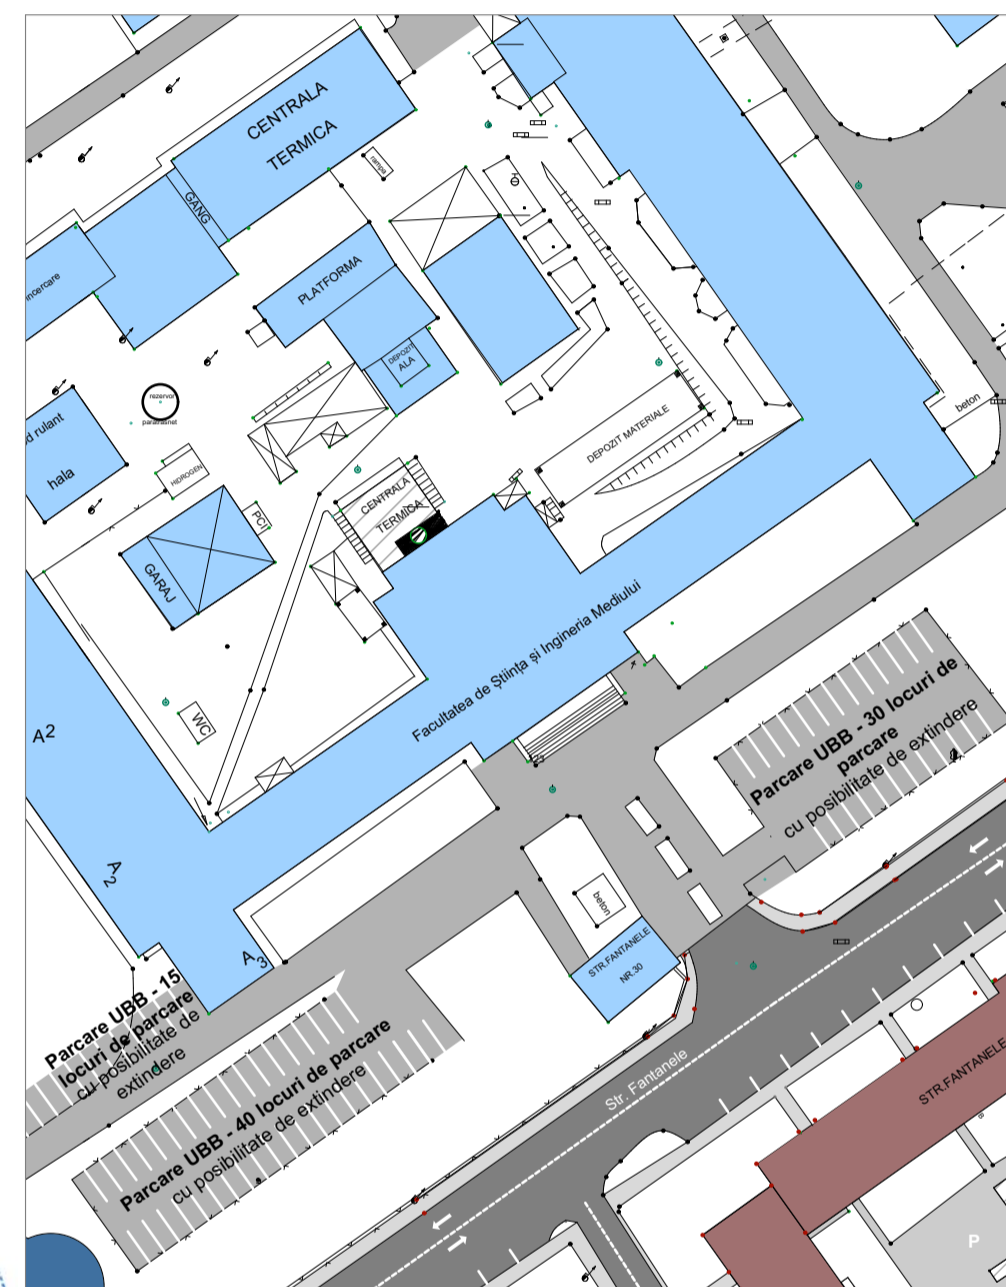 CENTRALA
TERMICA
GANG
rampa
PLATFORMA
DEPOZIT
ALA
incercare
rezervor
paratrasnet
d rulant
hala
HIDROGEN
PCI
GARAJ
CENTRALA
TERMICA
DEPOZIT MATERIALE
beton
Facultatea de Știința și Ingineria Mediului
WC
A2
A2
A3
123
Parcare UBB - 30 locuri de
parcare
cu posibilitate de extindere
beton
STR.FANTANELE
NR.30
Parcare UBB - 15
locuri de parcare
cu posibilitate de
extindere
Parcare UBB - 40 locuri de parcare
cu posibilitate de extindere
Str. Fantanele
STR.FANTANELE
P